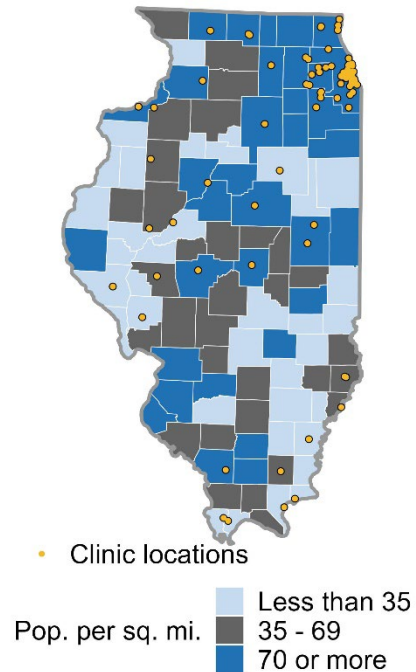 Clinic locations
Less than 35
Pop. per sq. mi. 35 - 69
70 or more